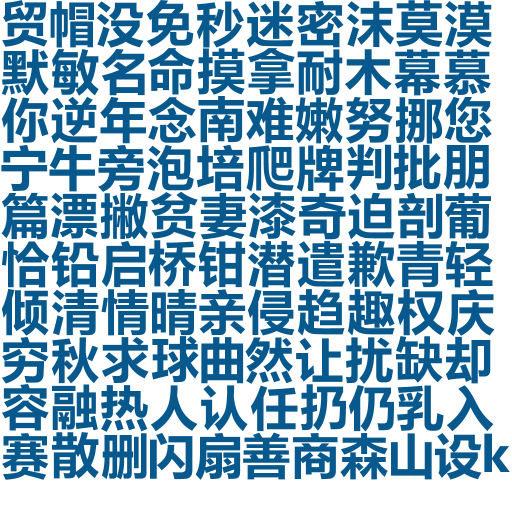 贸帽没免秒迷密沫莫漠
默敏名命摸拿耐木幕慕
你逆年念南难嫩努挪您
宁牛旁泡培爬牌判批朋
篇漂撇贫妻漆奇迫剖葡
恰铅启桥钳潜遣歉青轻
倾清情晴亲侵趋趣权庆
穷秋求球曲然让扰缺却
容融热人认任扔仍乳入
赛散删闪扇善商森山设k